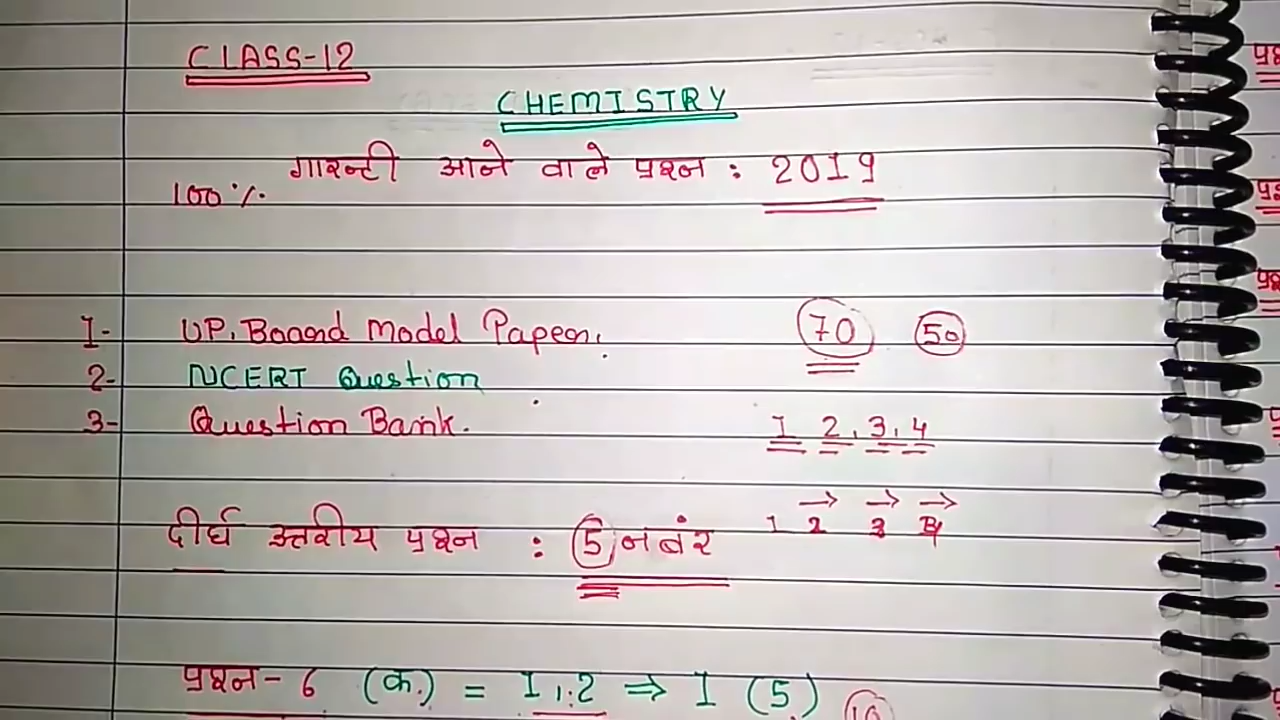 CLASS-12
CHEMISTRY
100% गारन्टी आने वाले प्रश्न : 2019
1- UP. Board Model Paper. 70 50
2- NCERT Question
3- Question Bank.
1 2, 3, 4
दीर्घ उत्तरीय प्रश्न : 5 नबंर
1 2 3
प्रश्न- 6 (क.) = 1,:2 ⇒ 1 (5) 10